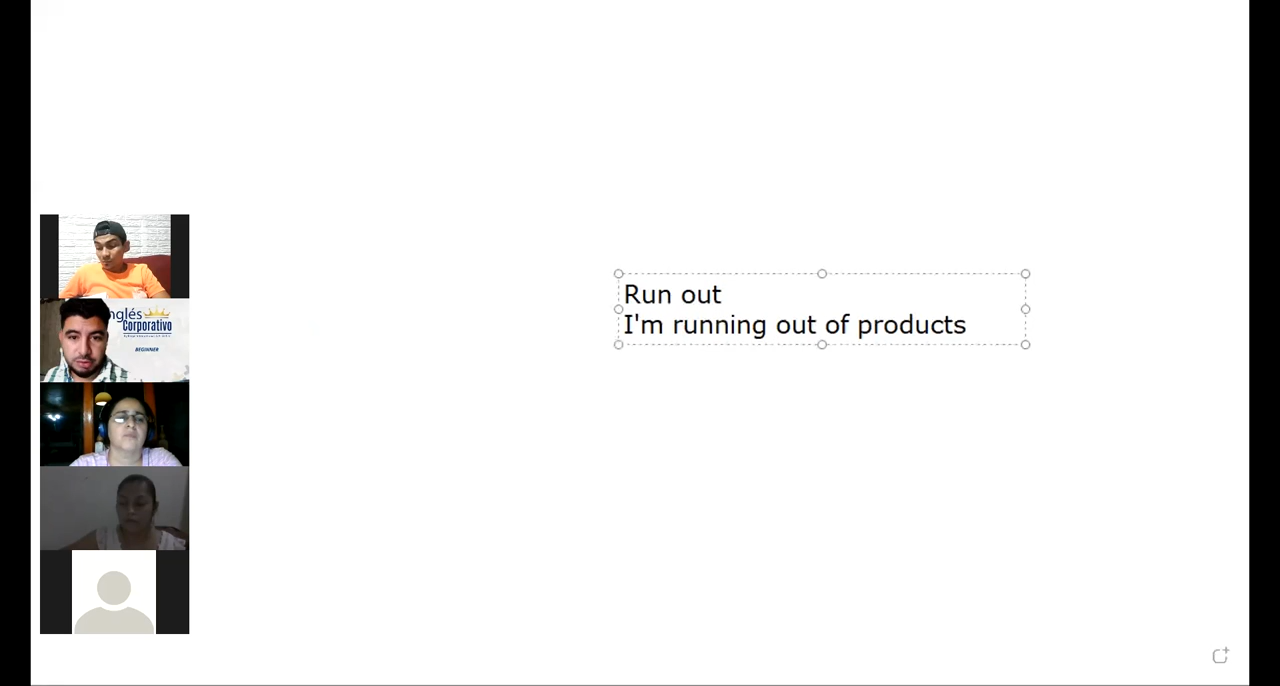 Inglés
Corporativo
BEGINNER
Run out
I'm running out of products